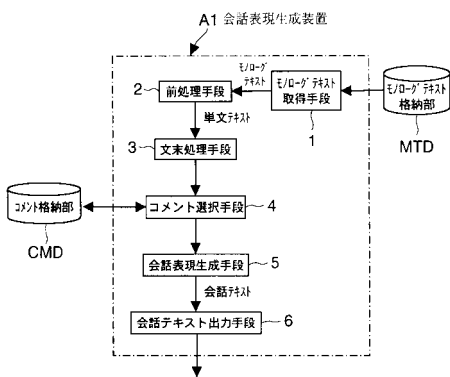 A1 会話表現生成装置
モノローグ
テキスト
2 前処理手段
モノローグテキスト
取得手段
1
モノローグテキスト
格納部
MTD
単文テキスト
3 文末処理手段
コメント格納部
CMD
コメント選択手段 4
会話表現生成手段 5
会話テキスト
会話テキスト出力手段 6